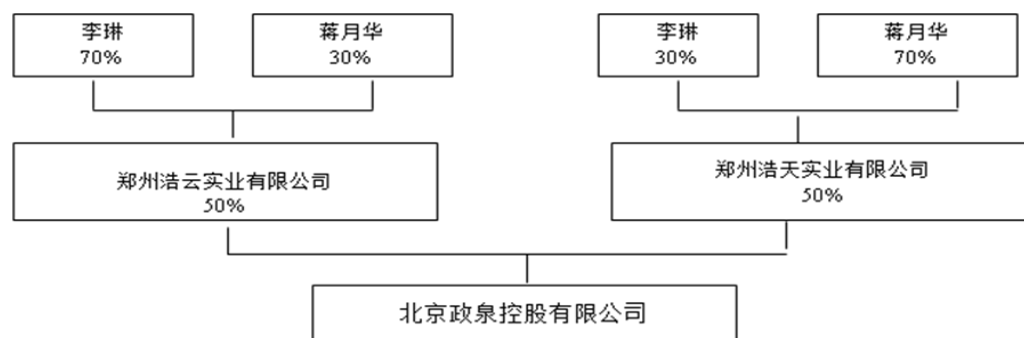 李琳
70%
蒋月华
30%
李琳
30%
蒋月华
70%
郑州浩云实业有限公司
50%
郑州浩天实业有限公司
50%
北京政泉控股有限公司